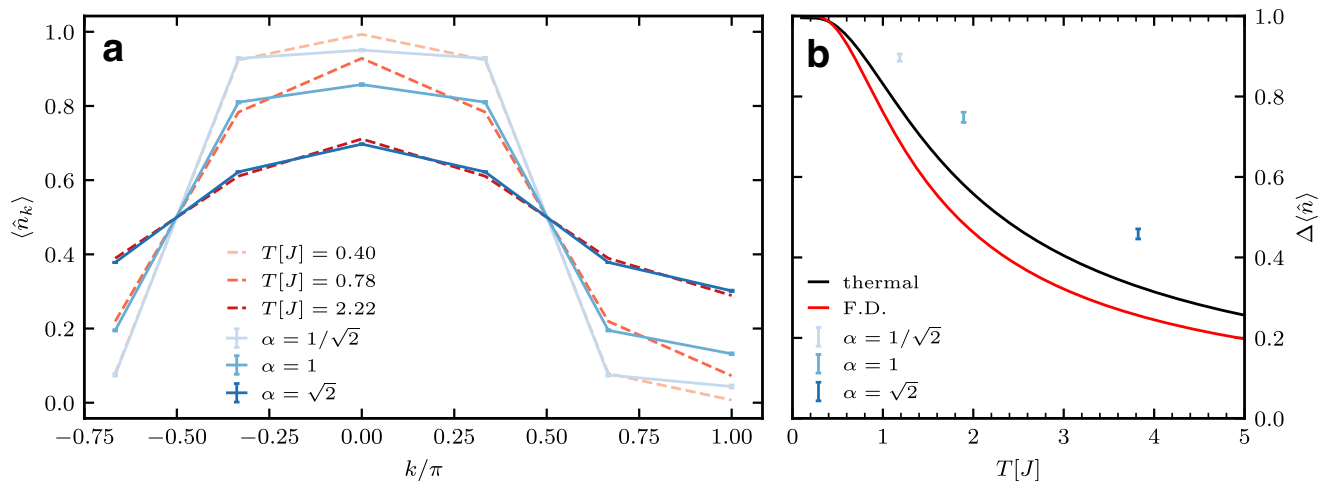 a
1.0
0.8
0.6
0.4
0.2
0.0
⟨n̂ₖ⟩
T[J] = 0.40
T[J] = 0.78
T[J] = 2.22
α = 1/√2
α = 1
α = √2
−0.75 −0.50 −0.25 0.00 0.25 0.50 0.75 1.00
k/π
b
thermal
F.D.
α = 1/√2
α = 1
α = √2
0 1 2 3 4 5
T[J]
1.0
0.8
0.6
0.4
0.2
0.0
Δ⟨n̂⟩